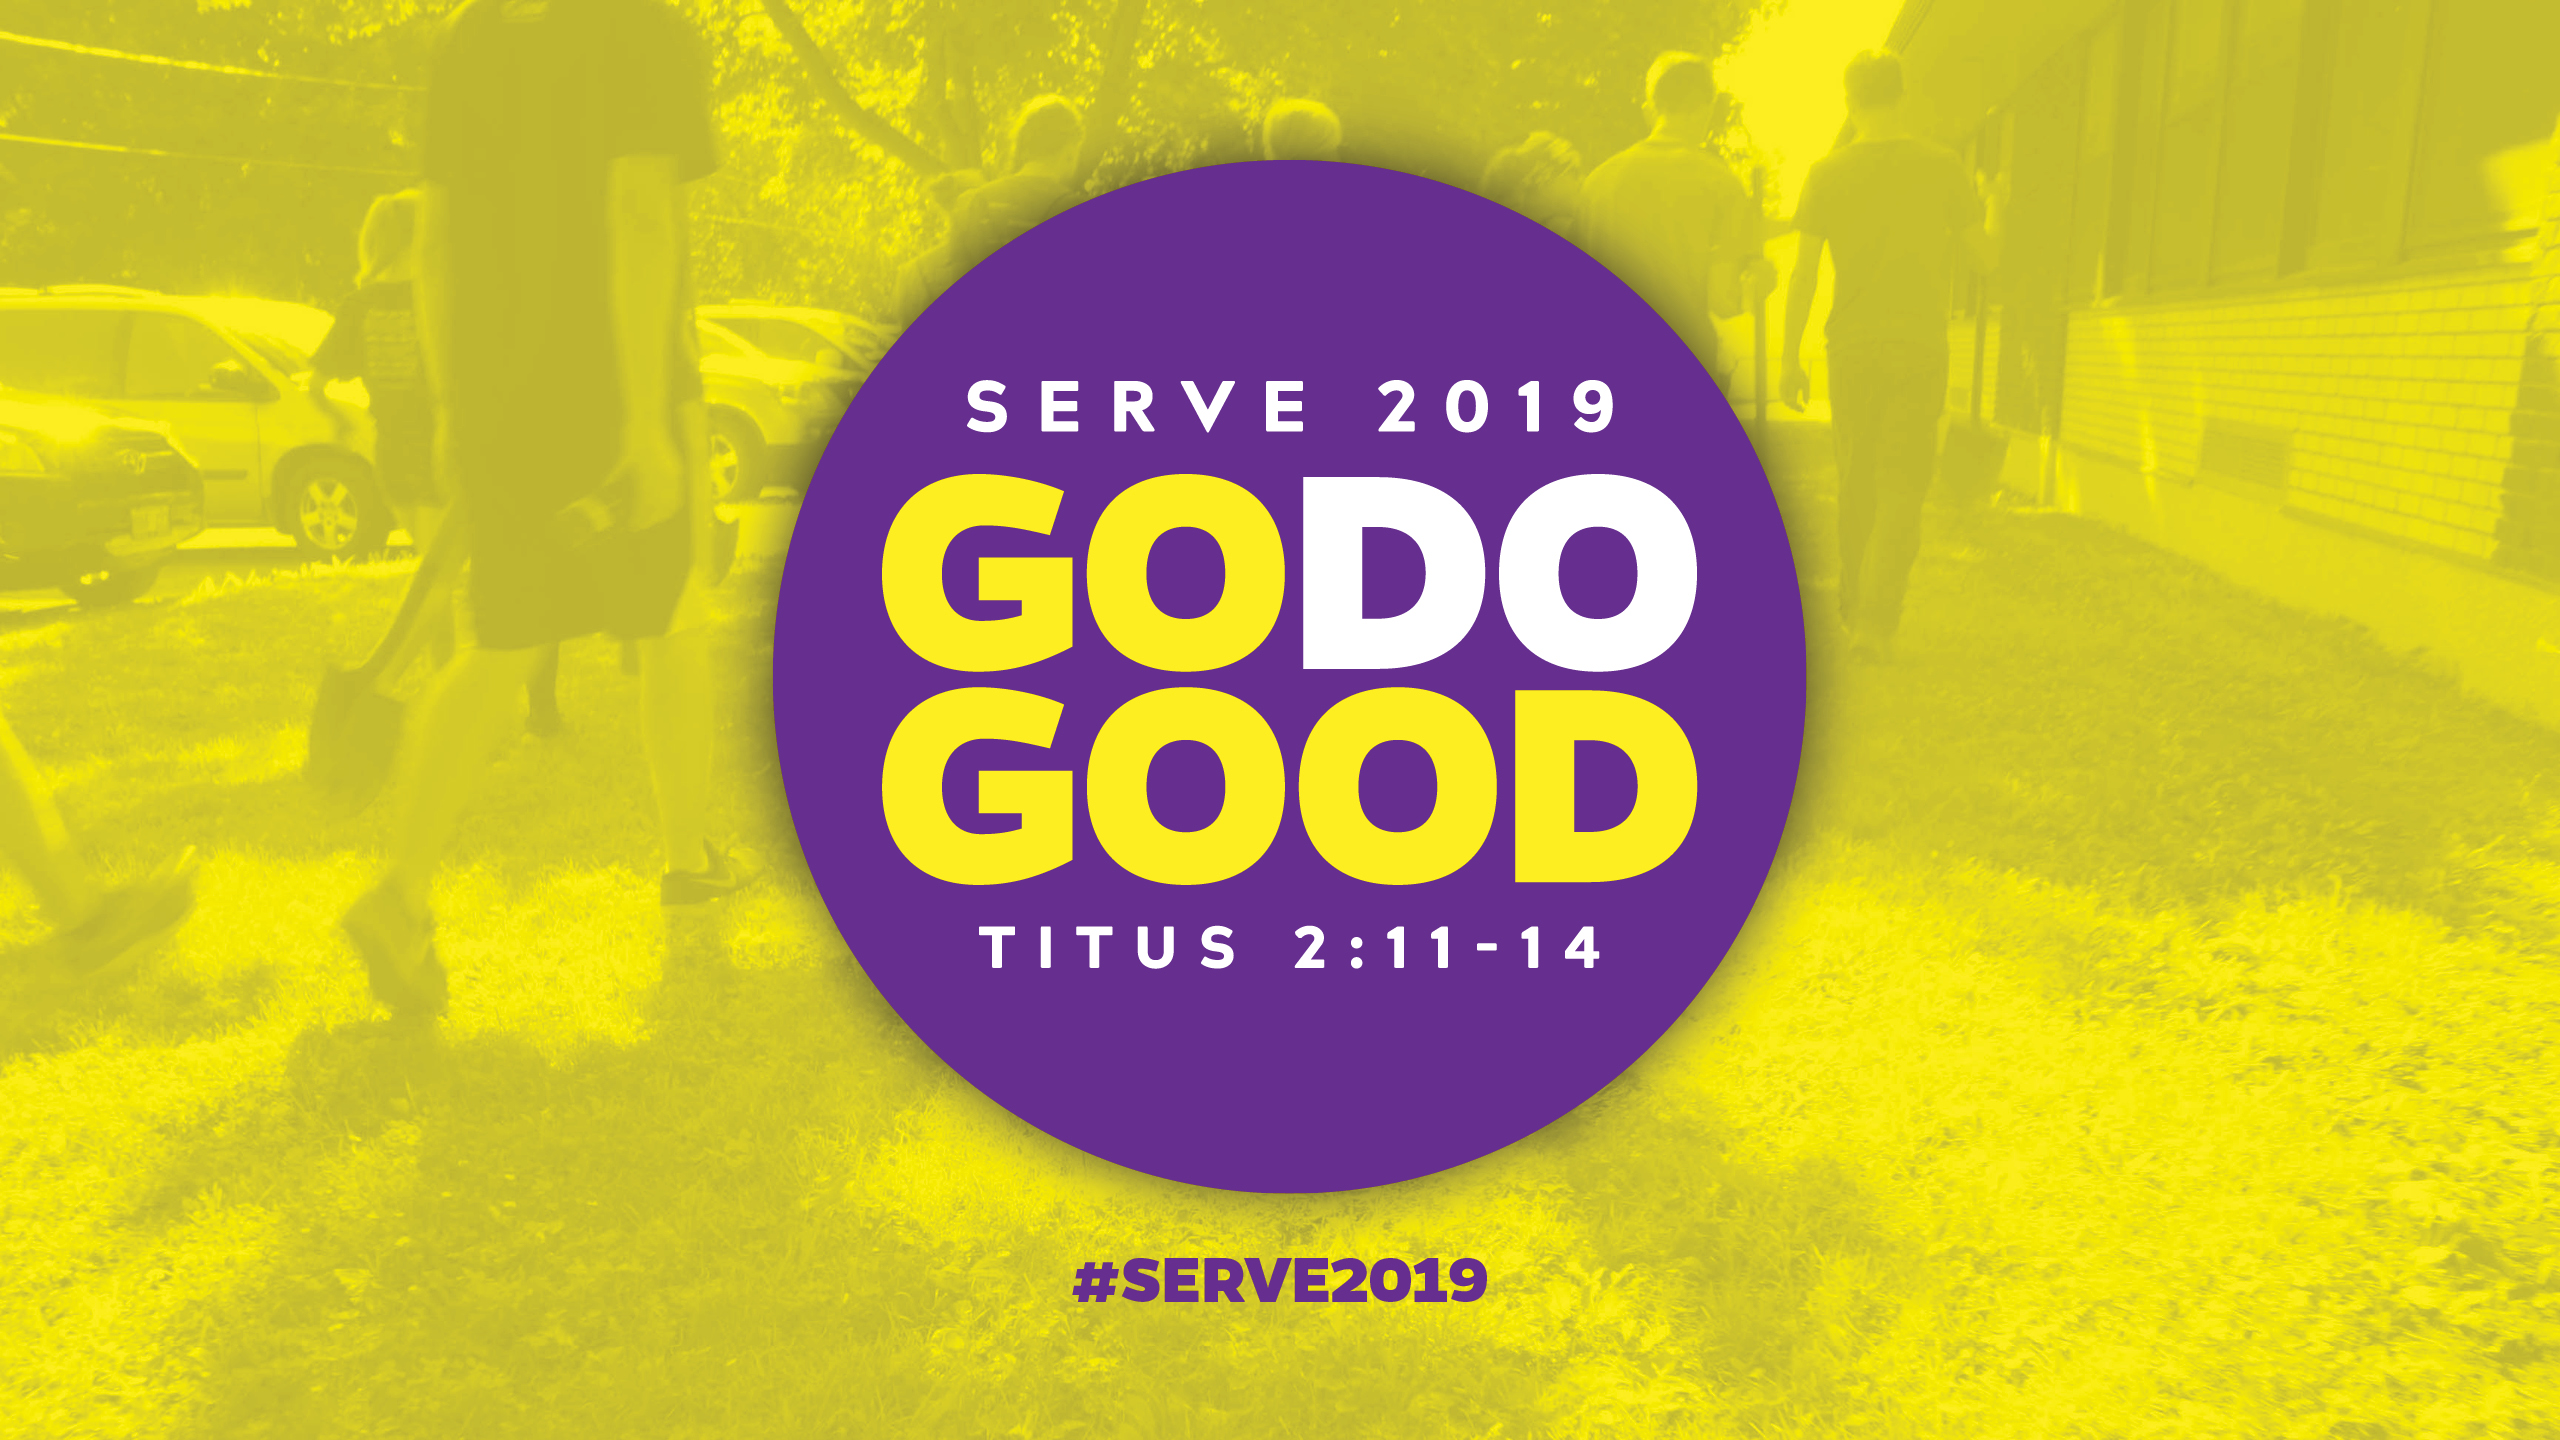 SERVE 2019
GODO
GOOD
TITUS 2:11-14
#SERVE2019